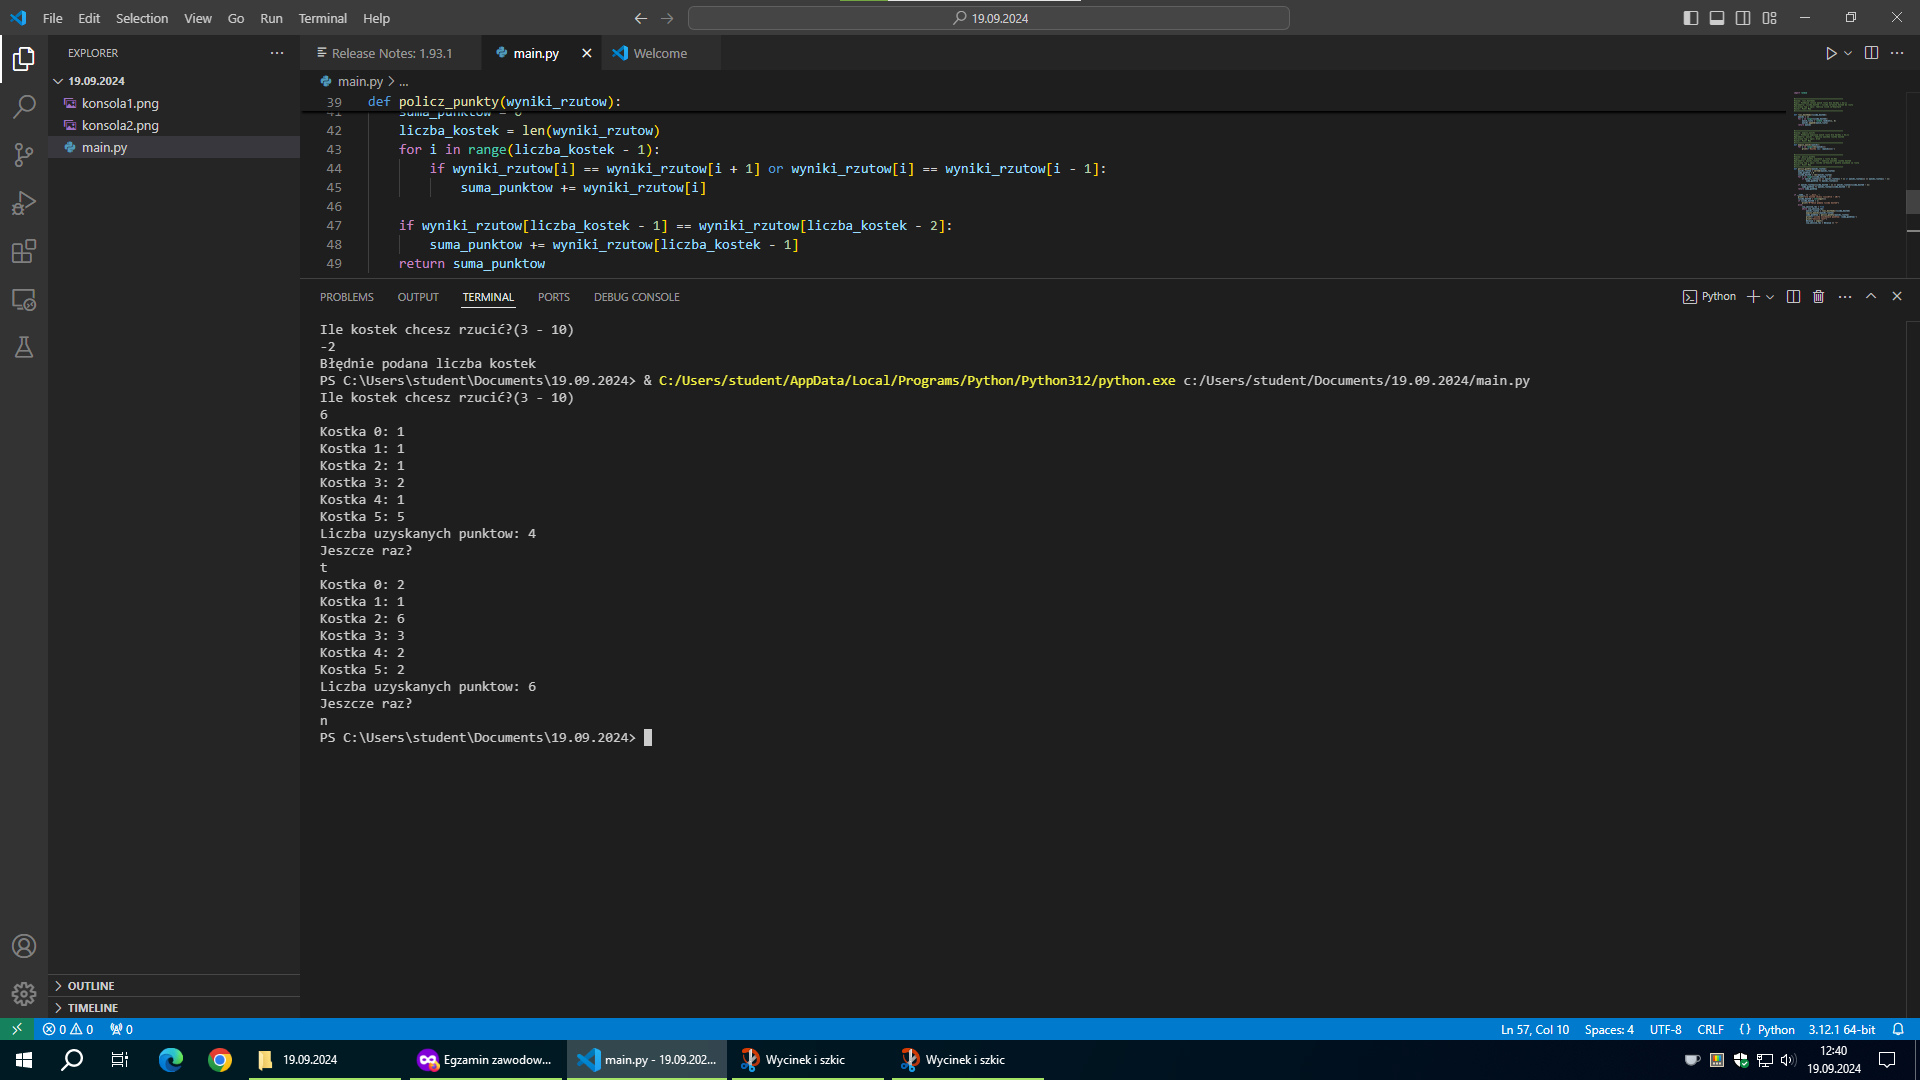 File Edit Selection View Go Run Terminal Help
19.09.2024
EXPLORER
19.09.2024
konsola1.png
konsola2.png
main.py
OUTLINE
TIMELINE
Release Notes: 1.93.1 main.py Welcome
main.py > ...
39 def policz_punkty(wyniki_rzutow):
41 suma_punktow = 0
42 liczba_kostek = len(wyniki_rzutow)
43 for i in range(liczba_kostek - 1):
44 if wyniki_rzutow[i] == wyniki_rzutow[i + 1] or wyniki_rzutow[i] == wyniki_rzutow[i - 1]:
45 suma_punktow += wyniki_rzutow[i]
46
47 if wyniki_rzutow[liczba_kostek - 1] == wyniki_rzutow[liczba_kostek - 2]:
48 suma_punktow += wyniki_rzutow[liczba_kostek - 1]
49 return suma_punktow
PROBLEMS OUTPUT TERMINAL PORTS DEBUG CONSOLE
Python
Ile kostek chcesz rzucić?(3 - 10)
-2
Błędnie podana liczba kostek
PS C:\Users\student\Documents\19.09.2024> & C:/Users/student/AppData/Local/Programs/Python/Python312/python.exe c:/Users/student/Documents/19.09.2024/main.py
Ile kostek chcesz rzucić?(3 - 10)
6
Kostka 0: 1
Kostka 1: 1
Kostka 2: 1
Kostka 3: 2
Kostka 4: 1
Kostka 5: 5
Liczba uzyskanych punktow: 4
Jeszcze raz?
t
Kostka 0: 2
Kostka 1: 1
Kostka 2: 6
Kostka 3: 3
Kostka 4: 2
Kostka 5: 2
Liczba uzyskanych punktow: 6
Jeszcze raz?
n
PS C:\Users\student\Documents\19.09.2024>
0 0 0
Ln 57, Col 10 Spaces: 4 UTF-8 CRLF {} Python 3.12.1 64-bit
19.09.2024
Egzamin zawodow...
main.py - 19.09.202...
Wycinek i szkic
Wycinek i szkic
12:40
19.09.2024